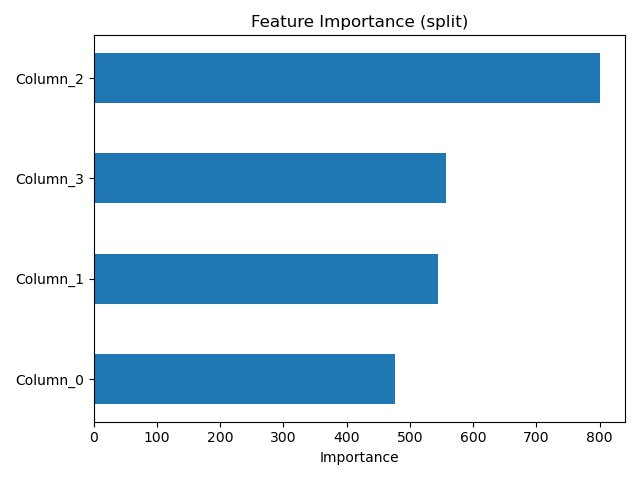 Feature Importance (split)
Column_2
Column_3
Column_1
Column_0
0 100 200 300 400 500 600 700 800
Importance